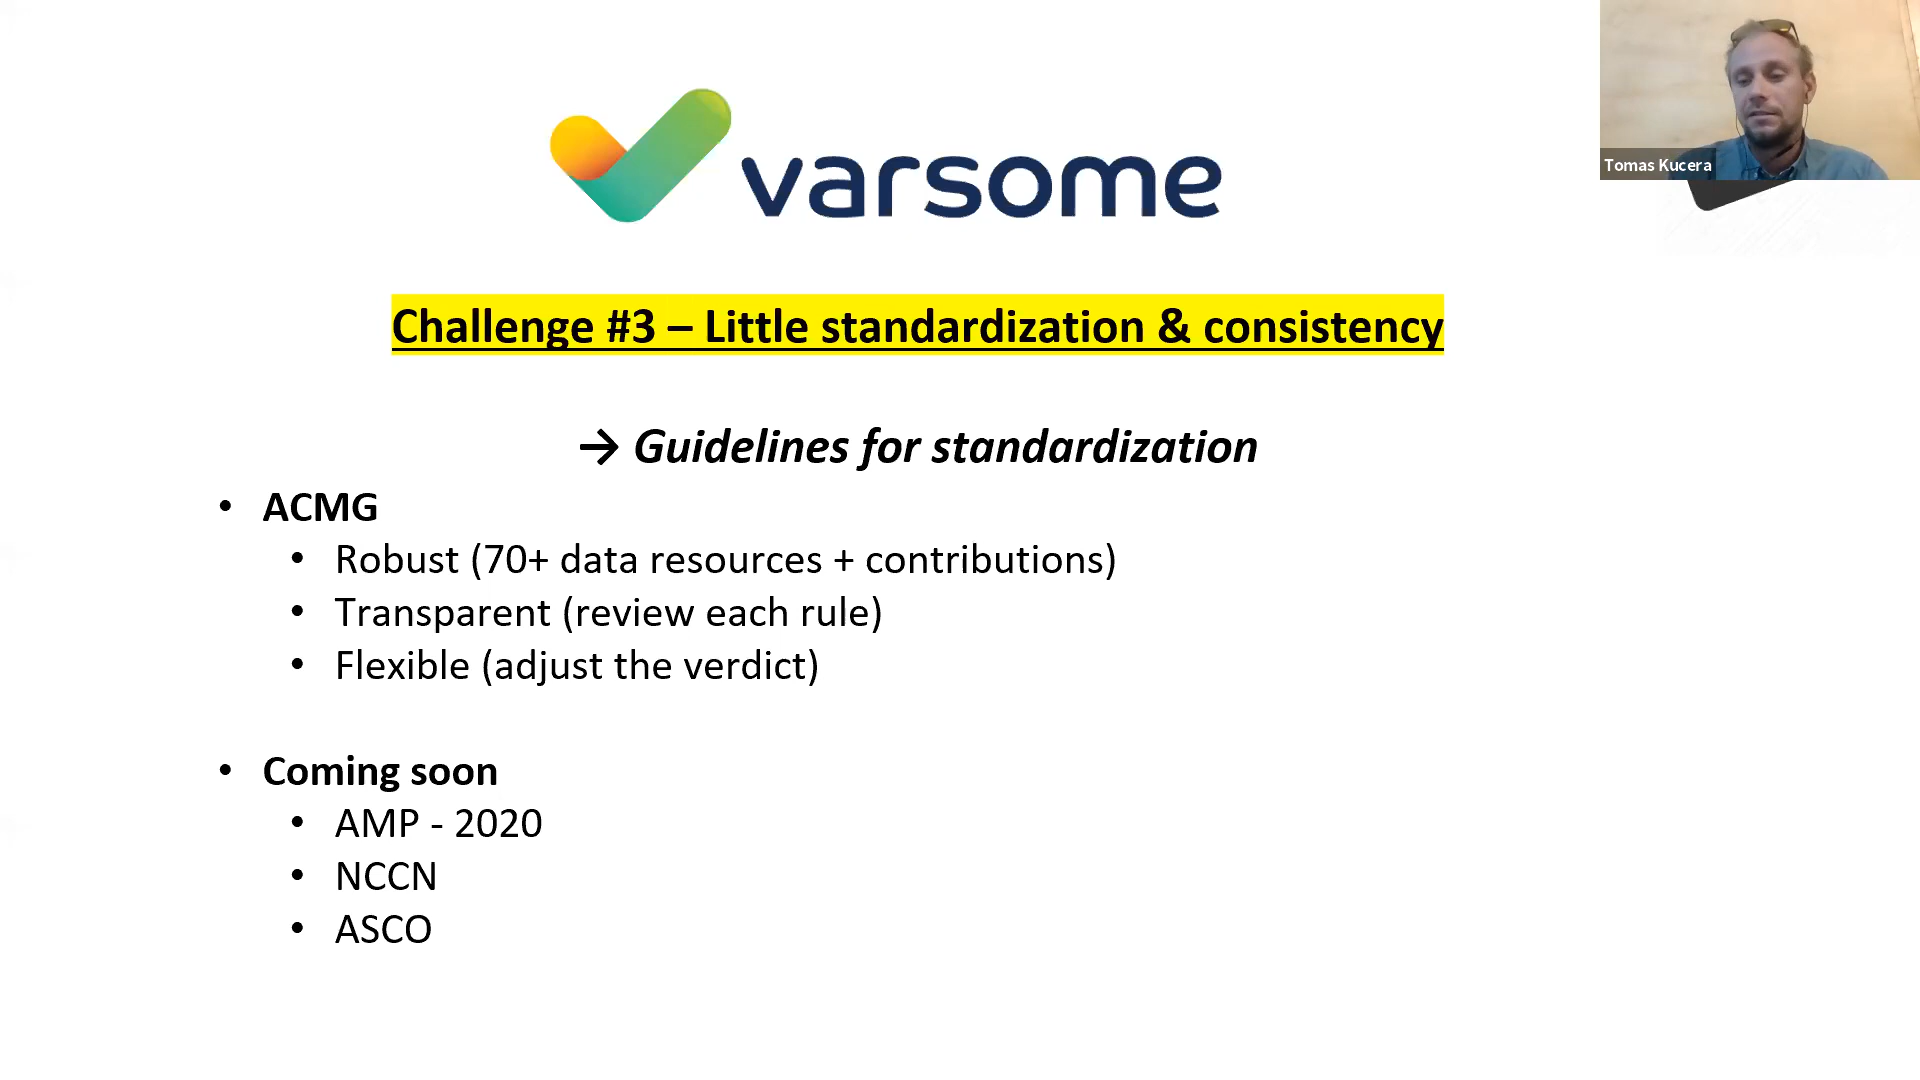 Tomas Kucera
varsome
Challenge #3 – Little standardization & consistency
→ Guidelines for standardization
• ACMG
• Robust (70+ data resources + contributions)
• Transparent (review each rule)
• Flexible (adjust the verdict)
• Coming soon
• AMP - 2020
• NCCN
• ASCO